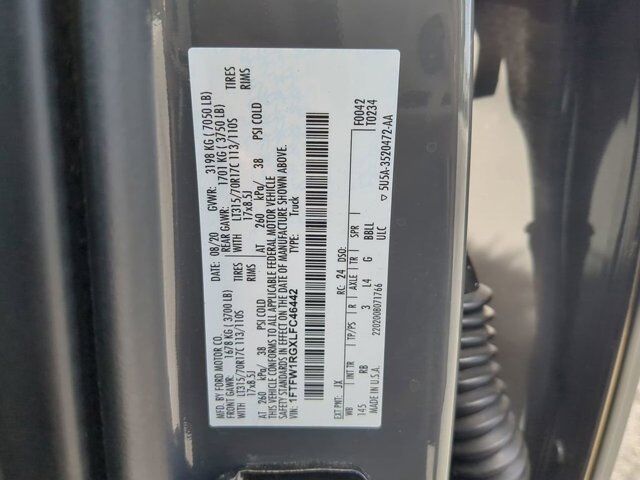 MFD. BY FORD MOTOR CO.
DATE: 08/20 GVWR: 3198 KG ( 7050 LB)
FRONT GAWR: 1678 KG ( 3700 LB) REAR GAWR: 1701 KG ( 3750 LB)
WITH LT315/70R17C 113/110S TIRES WITH LT315/70R17C 113/110S TIRES
17x8.5J RIMS 17x8.5J RIMS
AT 260 kPa/ 38 PSI COLD AT 260 kPa/ 38 PSI COLD
THIS VEHICLE CONFORMS TO ALL APPLICABLE FEDERAL MOTOR VEHICLE
SAFETY STANDARDS IN EFFECT ON THE DATE OF MANUFACTURE SHOWN ABOVE.
VIN: 1FTFW1RGXLFC46442 TYPE: Truck
EXT PNT: JX RC: 24 DSO: F0042
WB INT TR TP/PS R AXLE TR SPR T0234
145 RB 3 L4 G BBLL
ULC
MADE IN U.S.A. 5U5A-3520472-AA